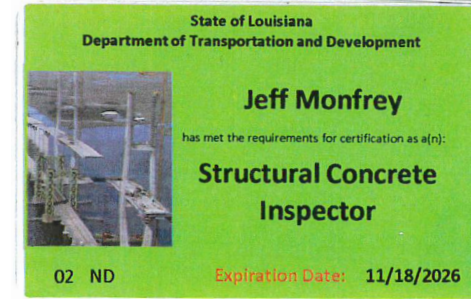 State of Louisiana
Department of Transportation and Development
Jeff Monfrey
has met the requirements for certification as a(n):
Structural Concrete
Inspector
02 ND
Expiration Date: 11/18/2026